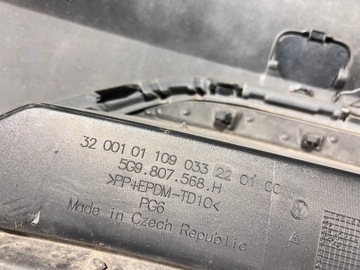 32 001 01 109 033 22 01 00
5G9.807.568.H
>PP+EPDM-TD10<
PG6
Made in Czech Republic